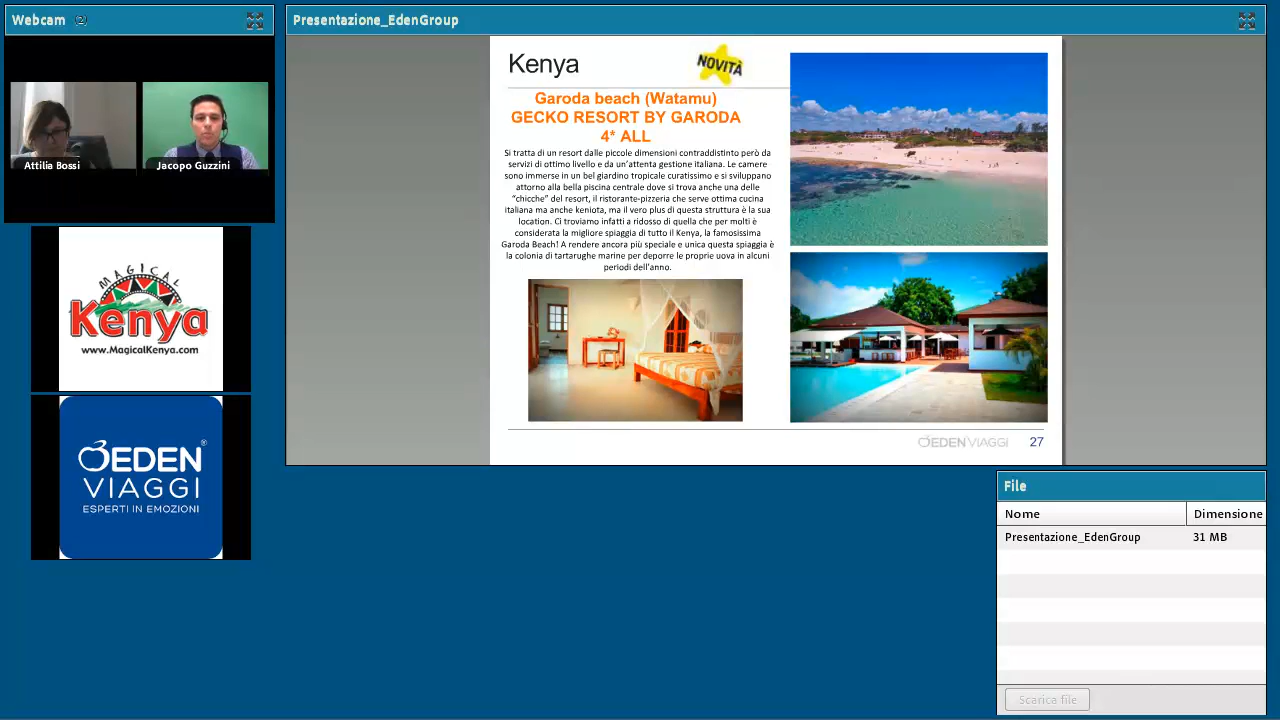 Webcam (2)
Attilia Bossi
Jacopo Guzzini
MAGICAL
Kenya
www.MagicalKenya.com
EDEN®
VIAGGI
ESPERTI IN EMOZIONI
Presentazione_EdenGroup
Kenya
NOVITÀ
Garoda beach (Watamu)
GECKO RESORT BY GARODA
4* ALL
Si tratta di un resort dalle piccole dimensioni contraddistinto però da
servizi di ottimo livello e da un'attenta gestione italiana. Le camere
sono immerse in un bel giardino tropicale curatissimo e si sviluppano
attorno alla bella piscina centrale dove si trova anche una delle
"chicche" del resort, il ristorante-pizzeria che serve ottima cucina
italiana ma anche keniota, ma il vero plus di questa struttura è la sua
location. Ci troviamo infatti a ridosso di quella che per molti è
considerata la migliore spiaggia di tutto il Kenya, la famosissima
Garoda Beach! A rendere ancora più speciale e unica questa spiaggia è
la colonia di tartarughe marine per deporre le proprie uova in alcuni
periodi dell'anno.
EDENVIAGGI 27
File
Nome Dimensione
Presentazione_EdenGroup 31 MB
Scarica file